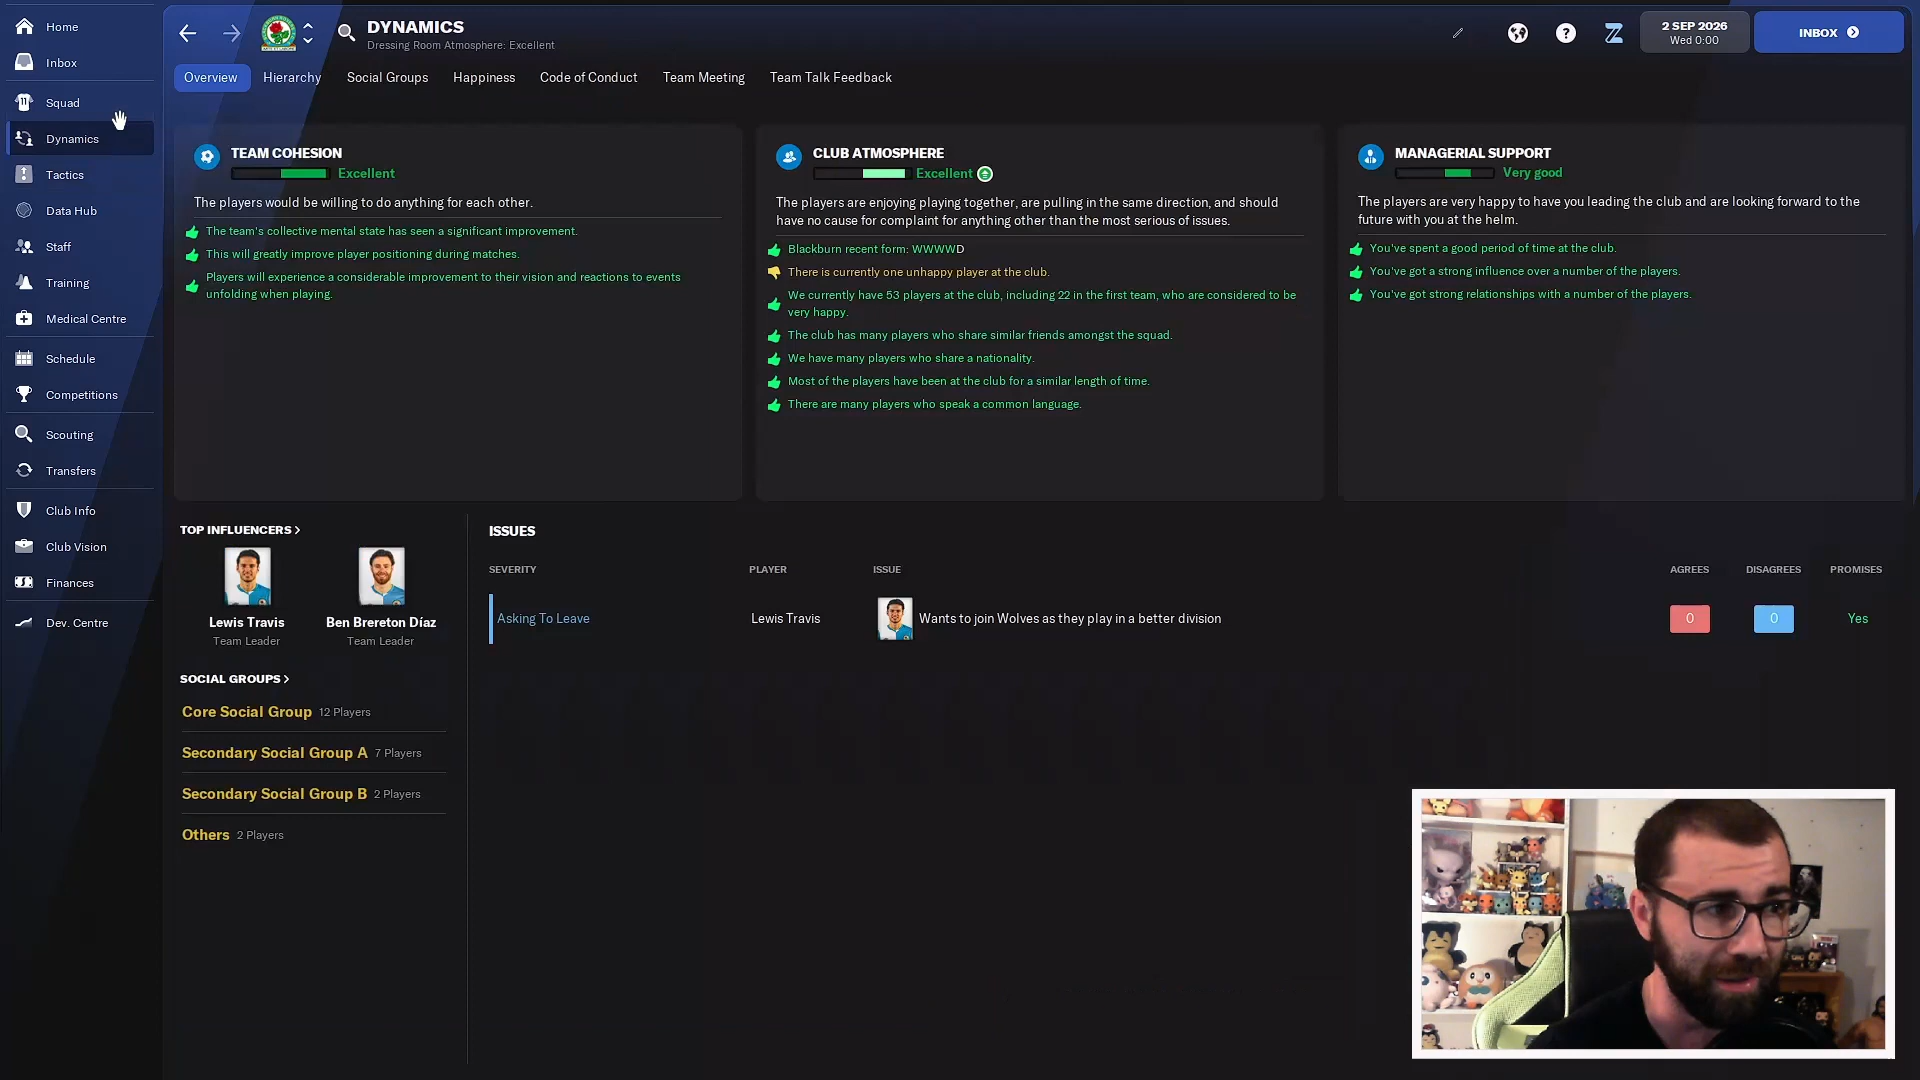 Home
Inbox
Squad
Dynamics
Tactics
Data Hub
Staff
Training
Medical Centre
Schedule
Competitions
Scouting
Transfers
Club Info
Club Vision
Finances
Dev. Centre
DYNAMICS
Dressing Room Atmosphere: Excellent
2 SEP 2026
Wed 0:00
INBOX
Overview
Hierarchy
Social Groups
Happiness
Code of Conduct
Team Meeting
Team Talk Feedback
TEAM COHESION
Excellent
The players would be willing to do anything for each other.
The team's collective mental state has seen a significant improvement.
This will greatly improve player positioning during matches.
Players will experience a considerable improvement to their vision and reactions to events
unfolding when playing.
CLUB ATMOSPHERE
Excellent
The players are enjoying playing together, are pulling in the same direction, and should
have no cause for complaint for anything other than the most serious of issues.
Blackburn recent form: WWWWD
There is currently one unhappy player at the club.
We currently have 53 players at the club, including 22 in the first team, who are considered to be
very happy.
The club has many players who share similar friends amongst the squad.
We have many players who share a nationality.
Most of the players have been at the club for a similar length of time.
There are many players who speak a common language.
MANAGERIAL SUPPORT
Very good
The players are very happy to have you leading the club and are looking forward to the
future with you at the helm.
You've spent a good period of time at the club.
You've got a strong influence over a number of the players.
You've got strong relationships with a number of the players.
TOP INFLUENCERS >
Lewis Travis
Team Leader
Ben Brereton Díaz
Team Leader
SOCIAL GROUPS >
Core Social Group 12 Players
Secondary Social Group A 7 Players
Secondary Social Group B 2 Players
Others 2 Players
ISSUES
SEVERITY
PLAYER
ISSUE
AGREES
DISAGREES
PROMISES
Asking To Leave
Lewis Travis
Wants to join Wolves as they play in a better division
0
0
Yes